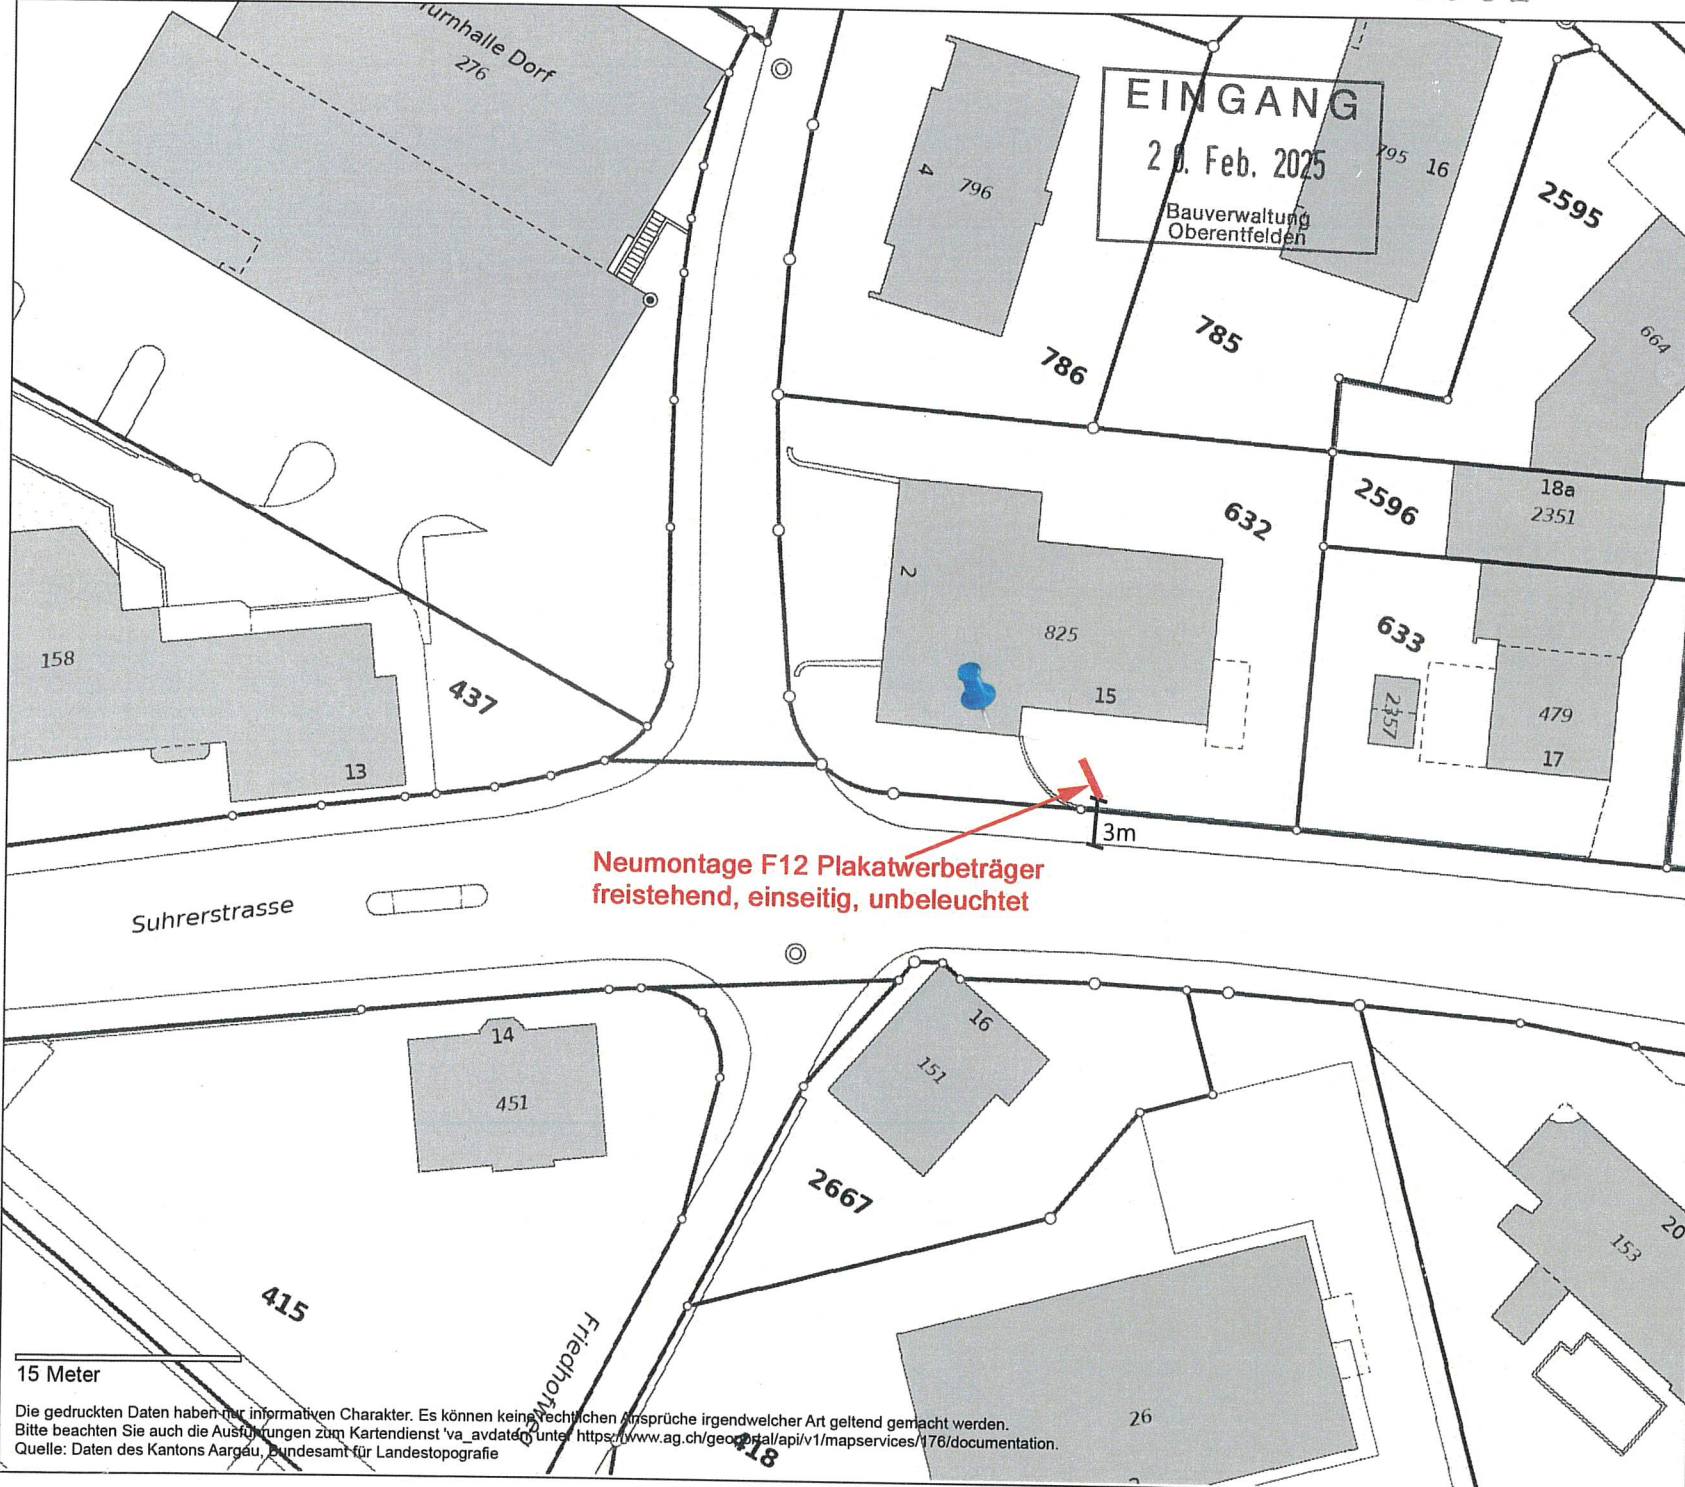 Turnhalle Dorf
276
EINGANG
2 0. Feb. 2025
Bauverwaltung
Oberentfelden
4
796
795
16
2595
664
785
786
18a
2351
2596
632
2
825
15
633
2357
479
17
158
13
437
3m
Neumontage F12 Plakatwerbeträger
freistehend, einseitig, unbeleuchtet
Suhrerstrasse
14
451
16
151
2667
20
153
415
Friedhofweg
26
418
15 Meter
Die gedruckten Daten haben nur informativen Charakter. Es können keine rechtlichen Ansprüche irgendwelcher Art geltend gemacht werden.
Bitte beachten Sie auch die Ausführungen zum Kartendienst 'va_avdaten' unter https://www.ag.ch/geoportal/api/v1/mapservices/176/documentation.
Quelle: Daten des Kantons Aargau, Bundesamt für Landestopografie